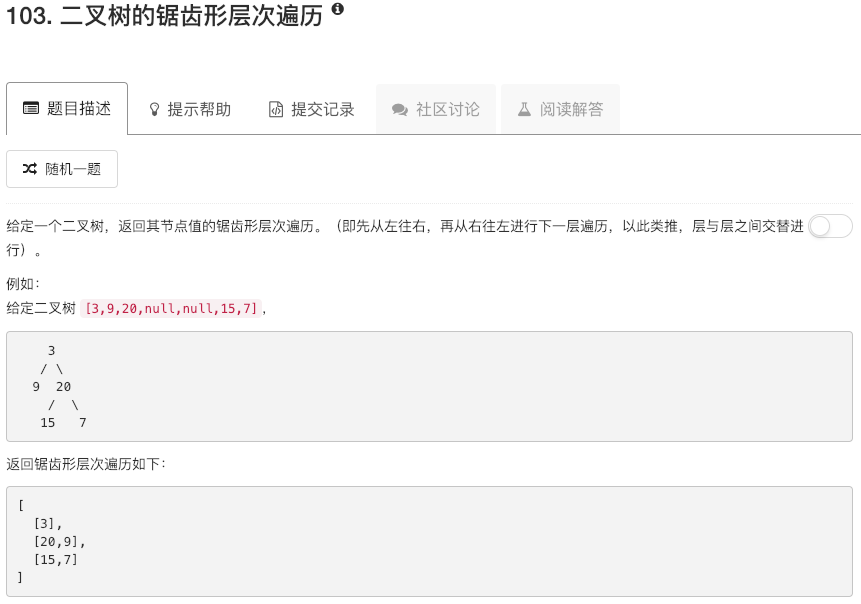 103. 二叉树的锯齿形层次遍历
题目描述 提示帮助 提交记录 社区讨论 阅读解答
随机一题
给定一个二叉树，返回其节点值的锯齿形层次遍历。（即先从左往右，再从右往左进行下一层遍历，以此类推，层与层之间交替进
行）。
例如：
给定二叉树 [3,9,20,null,null,15,7],
3
/ \
9  20
/  \
15   7
返回锯齿形层次遍历如下：
[
[3],
[20,9],
[15,7]
]